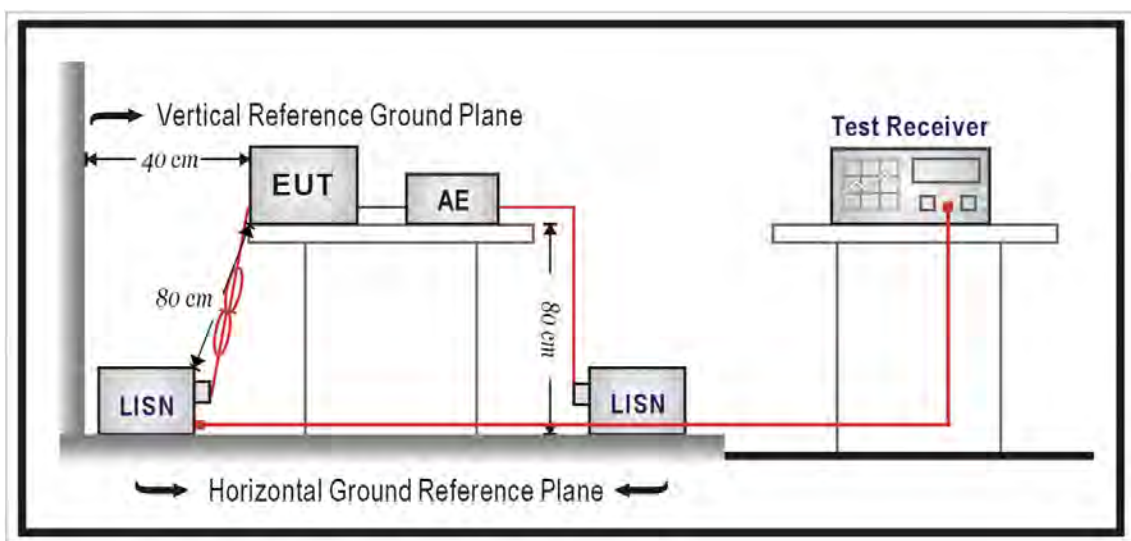 Vertical Reference Ground Plane
40 cm
EUT
AE
Test Receiver
80 cm
80 cm
LISN
LISN
Horizontal Ground Reference Plane